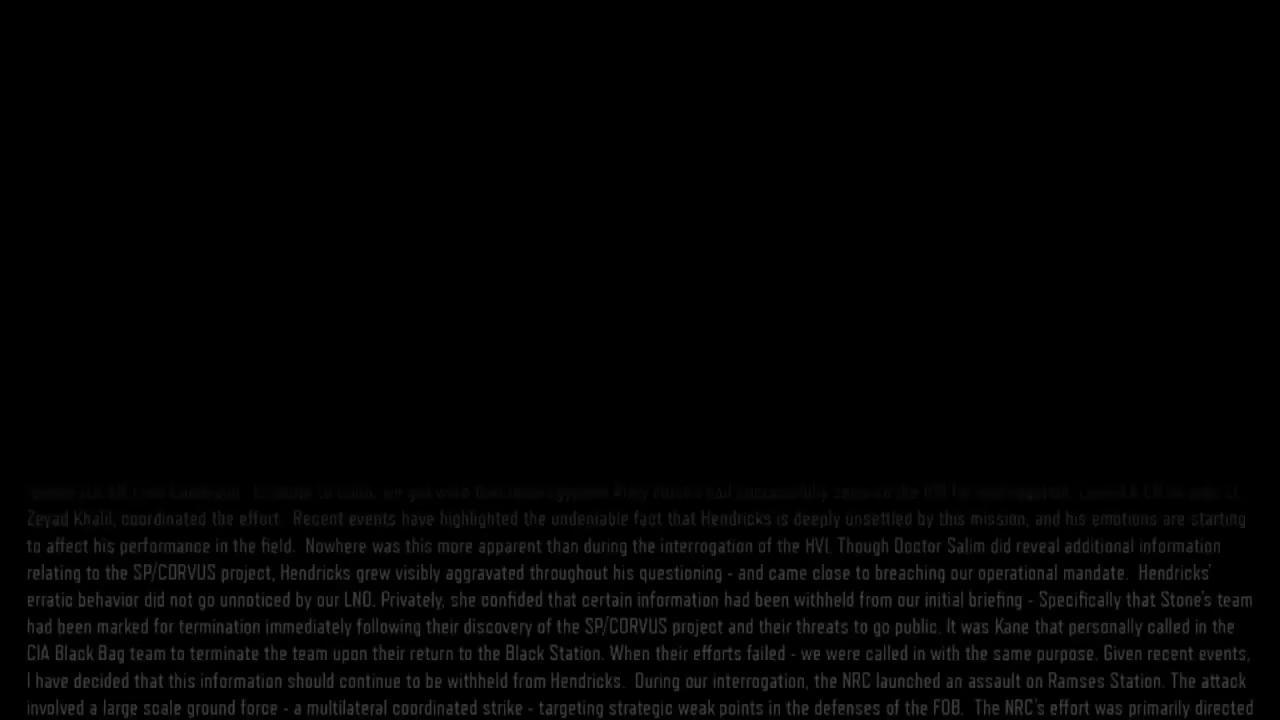 we got word that Egyptian Army forces had successfully
Zeyad Khalil, coordinated the effort.  Recent events have highlighted the undeniable fact that Hendricks is deeply unsettled by this mission, and his emotions are starting
to affect his performance in the field.  Nowhere was this more apparent than during the interrogation of the HVI. Though Doctor Salim did reveal additional information
relating to the SP/CORVUS project, Hendricks grew visibly aggravated throughout his questioning - and came close to breaching our operational mandate.  Hendricks'
erratic behavior did not go unnoticed by our LNO. Privately, she confided that certain information had been withheld from our initial briefing - Specifically that Stone's team
had been marked for termination immediately following their discovery of the SP/CORVUS project and their threats to go public. It was Kane that personally called in the
CIA Black Bag team to terminate the team upon their return to the Black Station. When their efforts failed - we were called in with the same purpose. Given recent events,
I have decided that this information should continue to be withheld from Hendricks.  During our interrogation, the NRC launched an assault on Ramses Station. The attack
involved a large scale ground force - a multilateral coordinated strike - targeting strategic weak points in the defenses of the FOB.  The NRC's effort was primarily directed